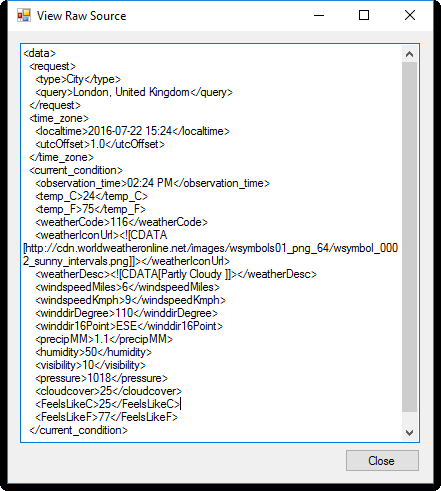 View Raw Source
<data>
<request>
<type>City</type>
<query>London, United Kingdom</query>
</request>
<time_zone>
<localtime>2016-07-22 15:24</localtime>
<utcOffset>1.0</utcOffset>
</time_zone>
<current_condition>
<observation_time>02:24 PM</observation_time>
<temp_C>24</temp_C>
<temp_F>75</temp_F>
<weatherCode>116</weatherCode>
<weatherIconUrl><![CDATA
[http://cdn.worldweatheronline.net/images/wsymbols01_png_64/wsymbol_000
2_sunny_intervals.png]]></weatherIconUrl>
<weatherDesc><![CDATA[Partly Cloudy ]]></weatherDesc>
<windspeedMiles>6</windspeedMiles>
<windspeedKmph>9</windspeedKmph>
<winddirDegree>110</winddirDegree>
<winddir16Point>ESE</winddir16Point>
<precipMM>1.1</precipMM>
<humidity>50</humidity>
<visibility>10</visibility>
<pressure>1018</pressure>
<cloudcover>25</cloudcover>
<FeelsLikeC>25</FeelsLikeC>
<FeelsLikeF>77</FeelsLikeF>
</current_condition>
Close